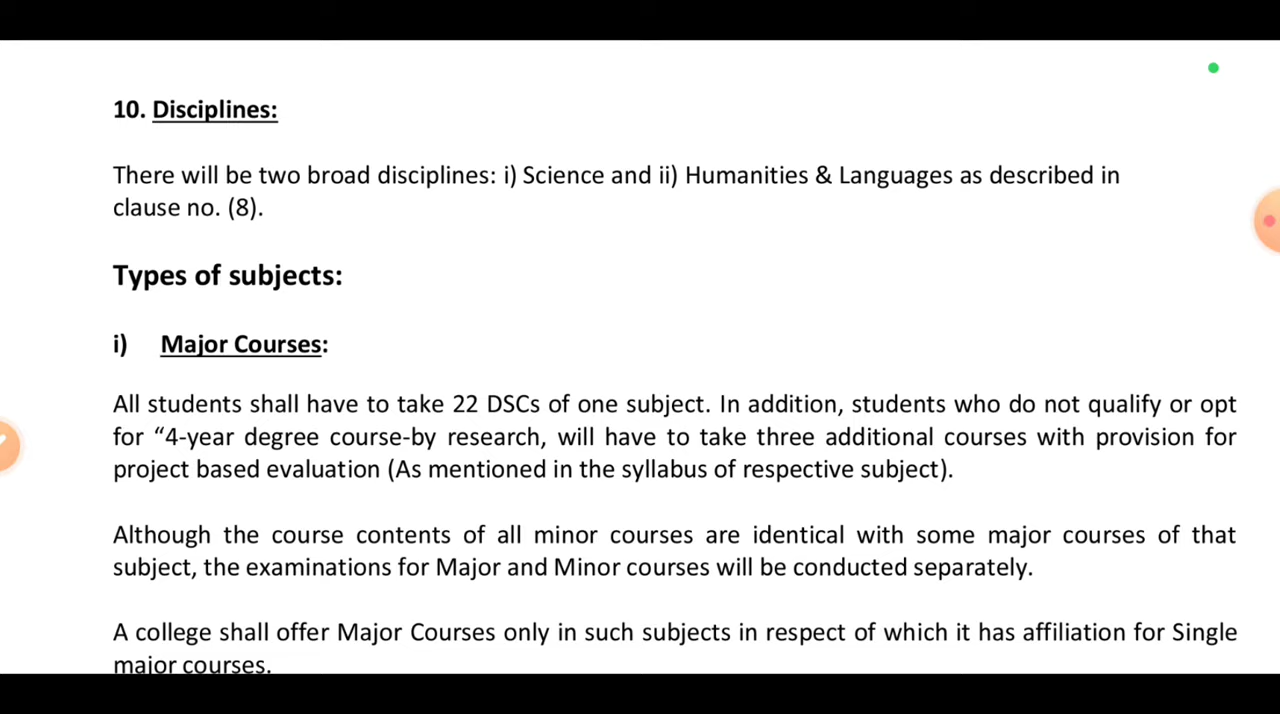 10. Disciplines:
There will be two broad disciplines: i) Science and ii) Humanities & Languages as described in
clause no. (8).
Types of subjects:
i) Major Courses:
All students shall have to take 22 DSCs of one subject. In addition, students who do not qualify or opt
for “4-year degree course-by research, will have to take three additional courses with provision for
project based evaluation (As mentioned in the syllabus of respective subject).
Although the course contents of all minor courses are identical with some major courses of that
subject, the examinations for Major and Minor courses will be conducted separately.
A college shall offer Major Courses only in such subjects in respect of which it has affiliation for Single
major courses.